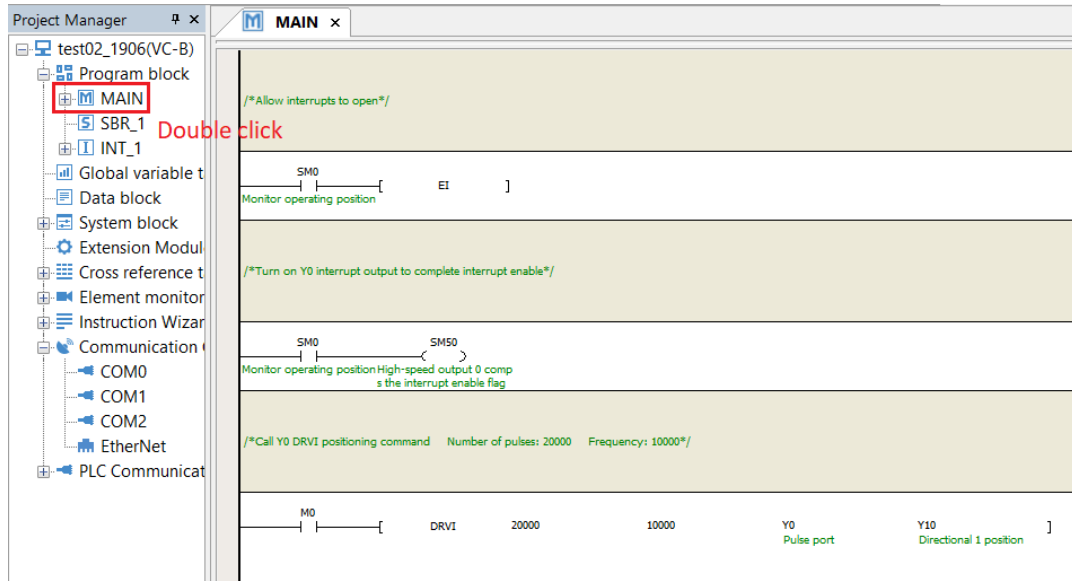 Project Manager
MAIN
test02_1906(VC-B)
Program block
MAIN
SBR_1
Double click
INT_1
Global variable t
Data block
System block
Extension Modul
Cross reference t
Element monitor
Instruction Wizar
Communication
COM0
COM1
COM2
EtherNet
PLC Communicat
/*Allow interrupts to open*/
SM0
[ EI ]
Monitor operating position
/*Turn on Y0 interrupt output to complete interrupt enable*/
SM0 SM50
Monitor operating position High-speed output 0 comp
s the interrupt enable flag
/*Call Y0 DRVI positioning command Number of pulses: 20000 Frequency: 10000*/
M0
[ DRVI 20000 10000 Y0 Y10 ]
Pulse port Directional 1 position